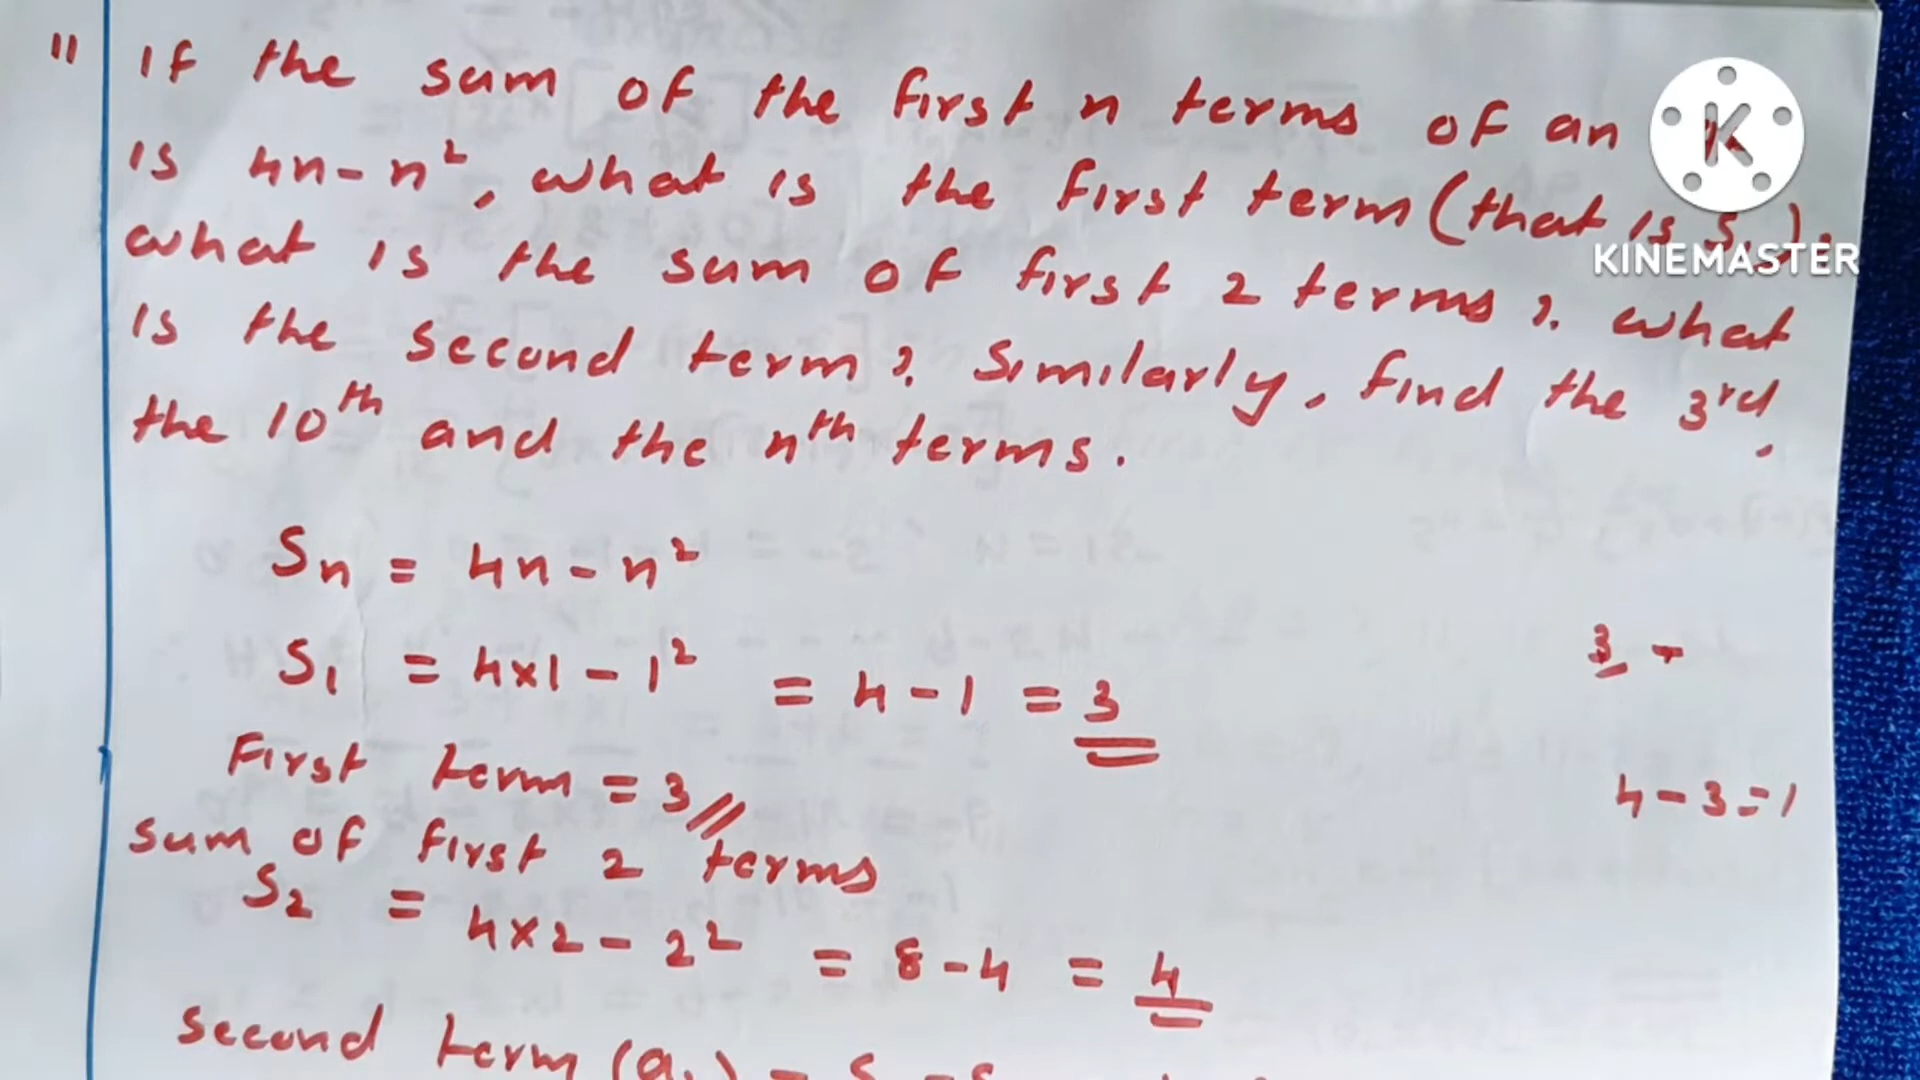 11 If the sum of the first n terms of an
is 4n-n², what is the first term (that is S₁)?
what is the sum of first 2 terms? what
is the second term? Similarly, find the 3rd,
the 10th and the nth terms.
Sn = 4n-n²
S₁ = 4×1-1² = 4-1 = 3
3 -
First term = 3//
4-3=1
sum of first 2 terms
S₂ = 4×2-2² = 8-4 = 4
second term
K
KINEMASTER